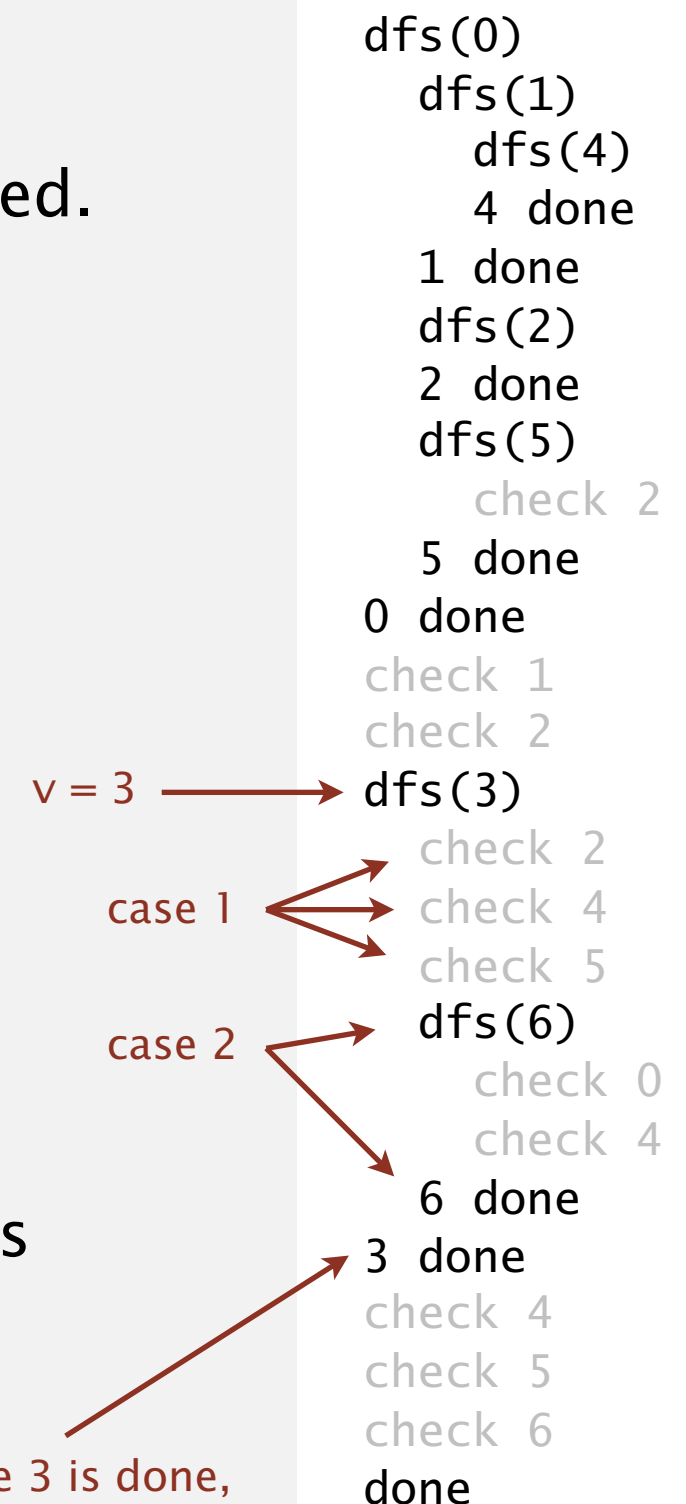 ed.
v = 3
case 1
case 2
s
e 3 is done,
dfs(0)
dfs(1)
dfs(4)
4 done
1 done
dfs(2)
2 done
dfs(5)
check 2
5 done
0 done
check 1
check 2
dfs(3)
check 2
check 4
check 5
dfs(6)
check 0
check 4
6 done
3 done
check 4
check 5
check 6
done